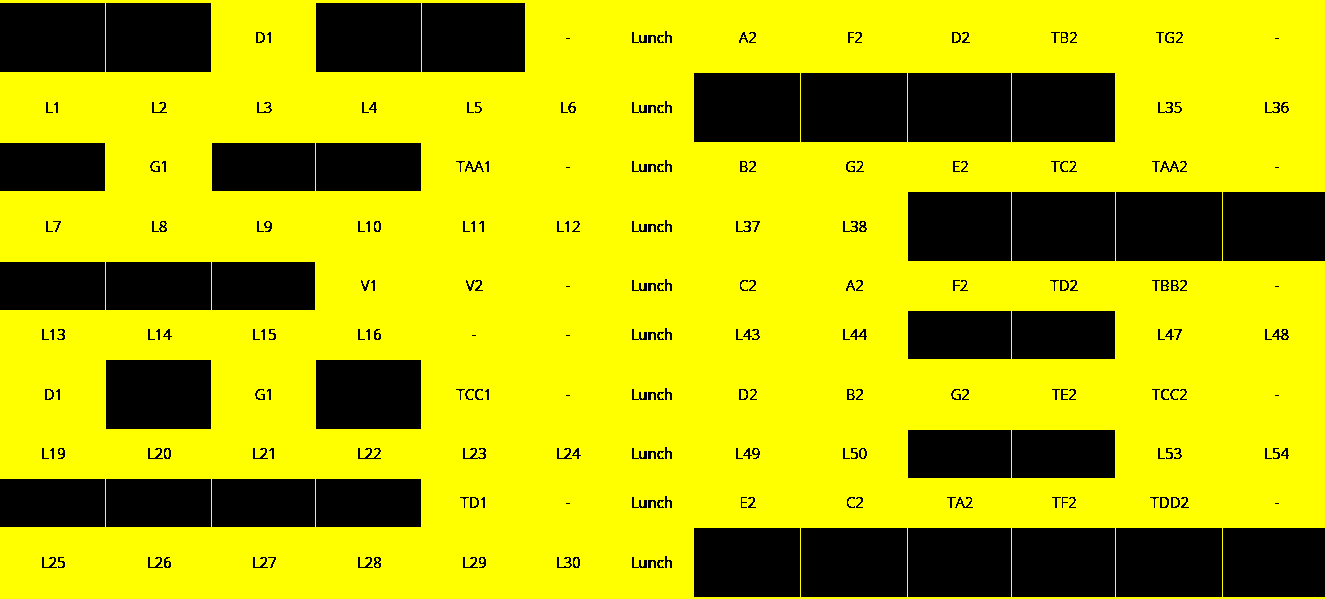 D1 - Lunch A2 F2 D2 TB2 TG2 -
L1 L2 L3 L4 L5 L6 Lunch L35 L36
G1 TAA1 - Lunch B2 G2 E2 TC2 TAA2 -
L7 L8 L9 L10 L11 L12 Lunch L37 L38
V1 V2 - Lunch C2 A2 F2 TD2 TBB2 -
L13 L14 L15 L16 - - Lunch L43 L44 L47 L48
D1 G1 TCC1 - Lunch D2 B2 G2 TE2 TCC2 -
L19 L20 L21 L22 L23 L24 Lunch L49 L50 L53 L54
TD1 - Lunch E2 C2 TA2 TF2 TDD2 -
L25 L26 L27 L28 L29 L30 Lunch